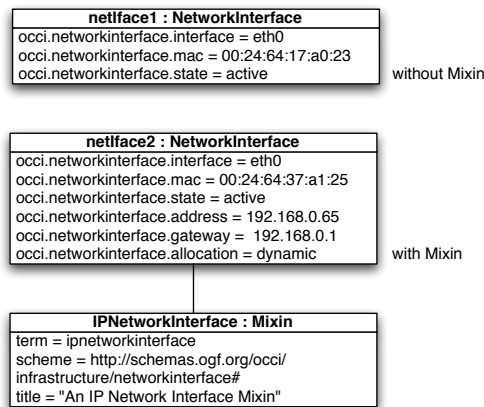 netIface1 : NetworkInterface
occi.networkinterface.interface = eth0
occi.networkinterface.mac = 00:24:64:17:a0:23
occi.networkinterface.state = active
without Mixin
netIface2 : NetworkInterface
occi.networkinterface.interface = eth0
occi.networkinterface.mac = 00:24:64:37:a1:25
occi.networkinterface.state = active
occi.networkinterface.address = 192.168.0.65
occi.networkinterface.gateway = 192.168.0.1
occi.networkinterface.allocation = dynamic
with Mixin
IPNetworkInterface : Mixin
term = ipnetworkinterface
scheme = http://schemas.ogf.org/occi/
infrastructure/networkinterface#
title = "An IP Network Interface Mixin"